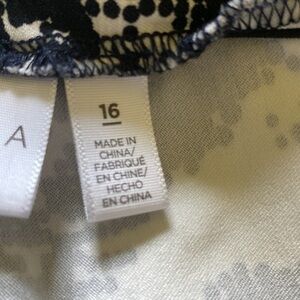 A
16
MADE IN
CHINA/
FABRIQUÉ
EN CHINE/
HECHO
EN CHINA